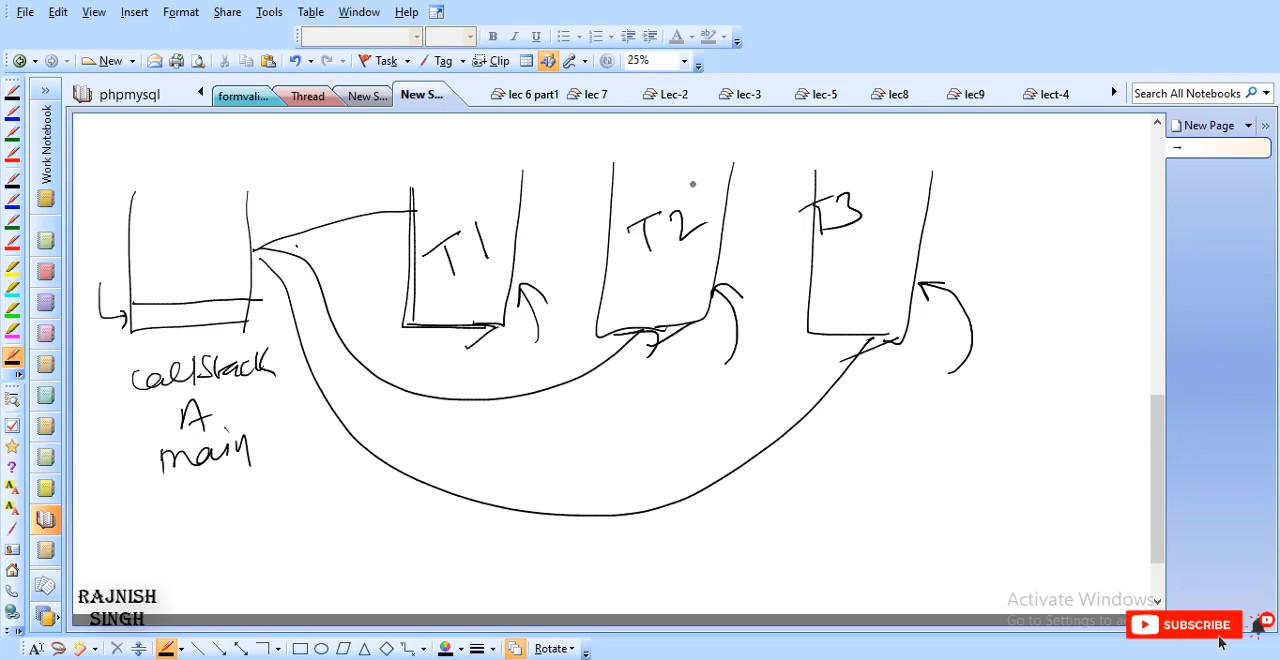 File Edit View Insert Format Share Tools Table Window Help
B I U A ab
New Task Tag Clip 25%
phpmysql formvali... Thread New S... New S... lec 6 part1 lec 7 Lec-2 lec-3 lec-5 lec8 lec9 lect-4 Search All Notebooks
Work Notebook
New Page
T1
T2
T3
callstack
A
main
RAJNISH
SINGH
Activate Windows
Go to Settings to a
SUBSCRIBE
Rotate